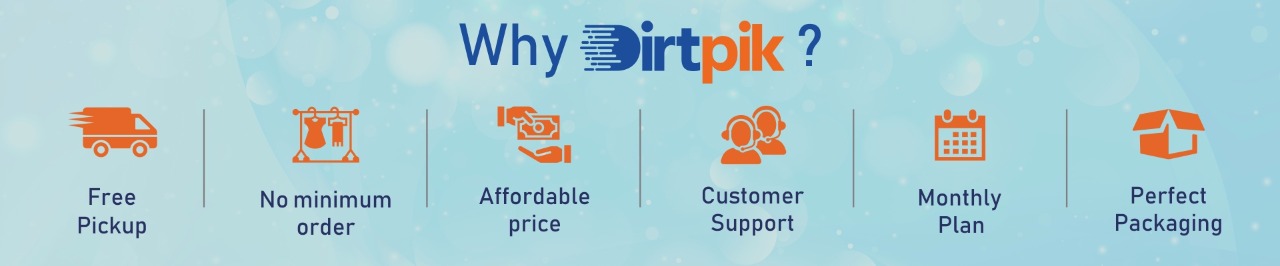 Why Dirtpik ?
Free
Pickup
No minimum
order
Affordable
price
Customer
Support
Monthly
Plan
Perfect
Packaging